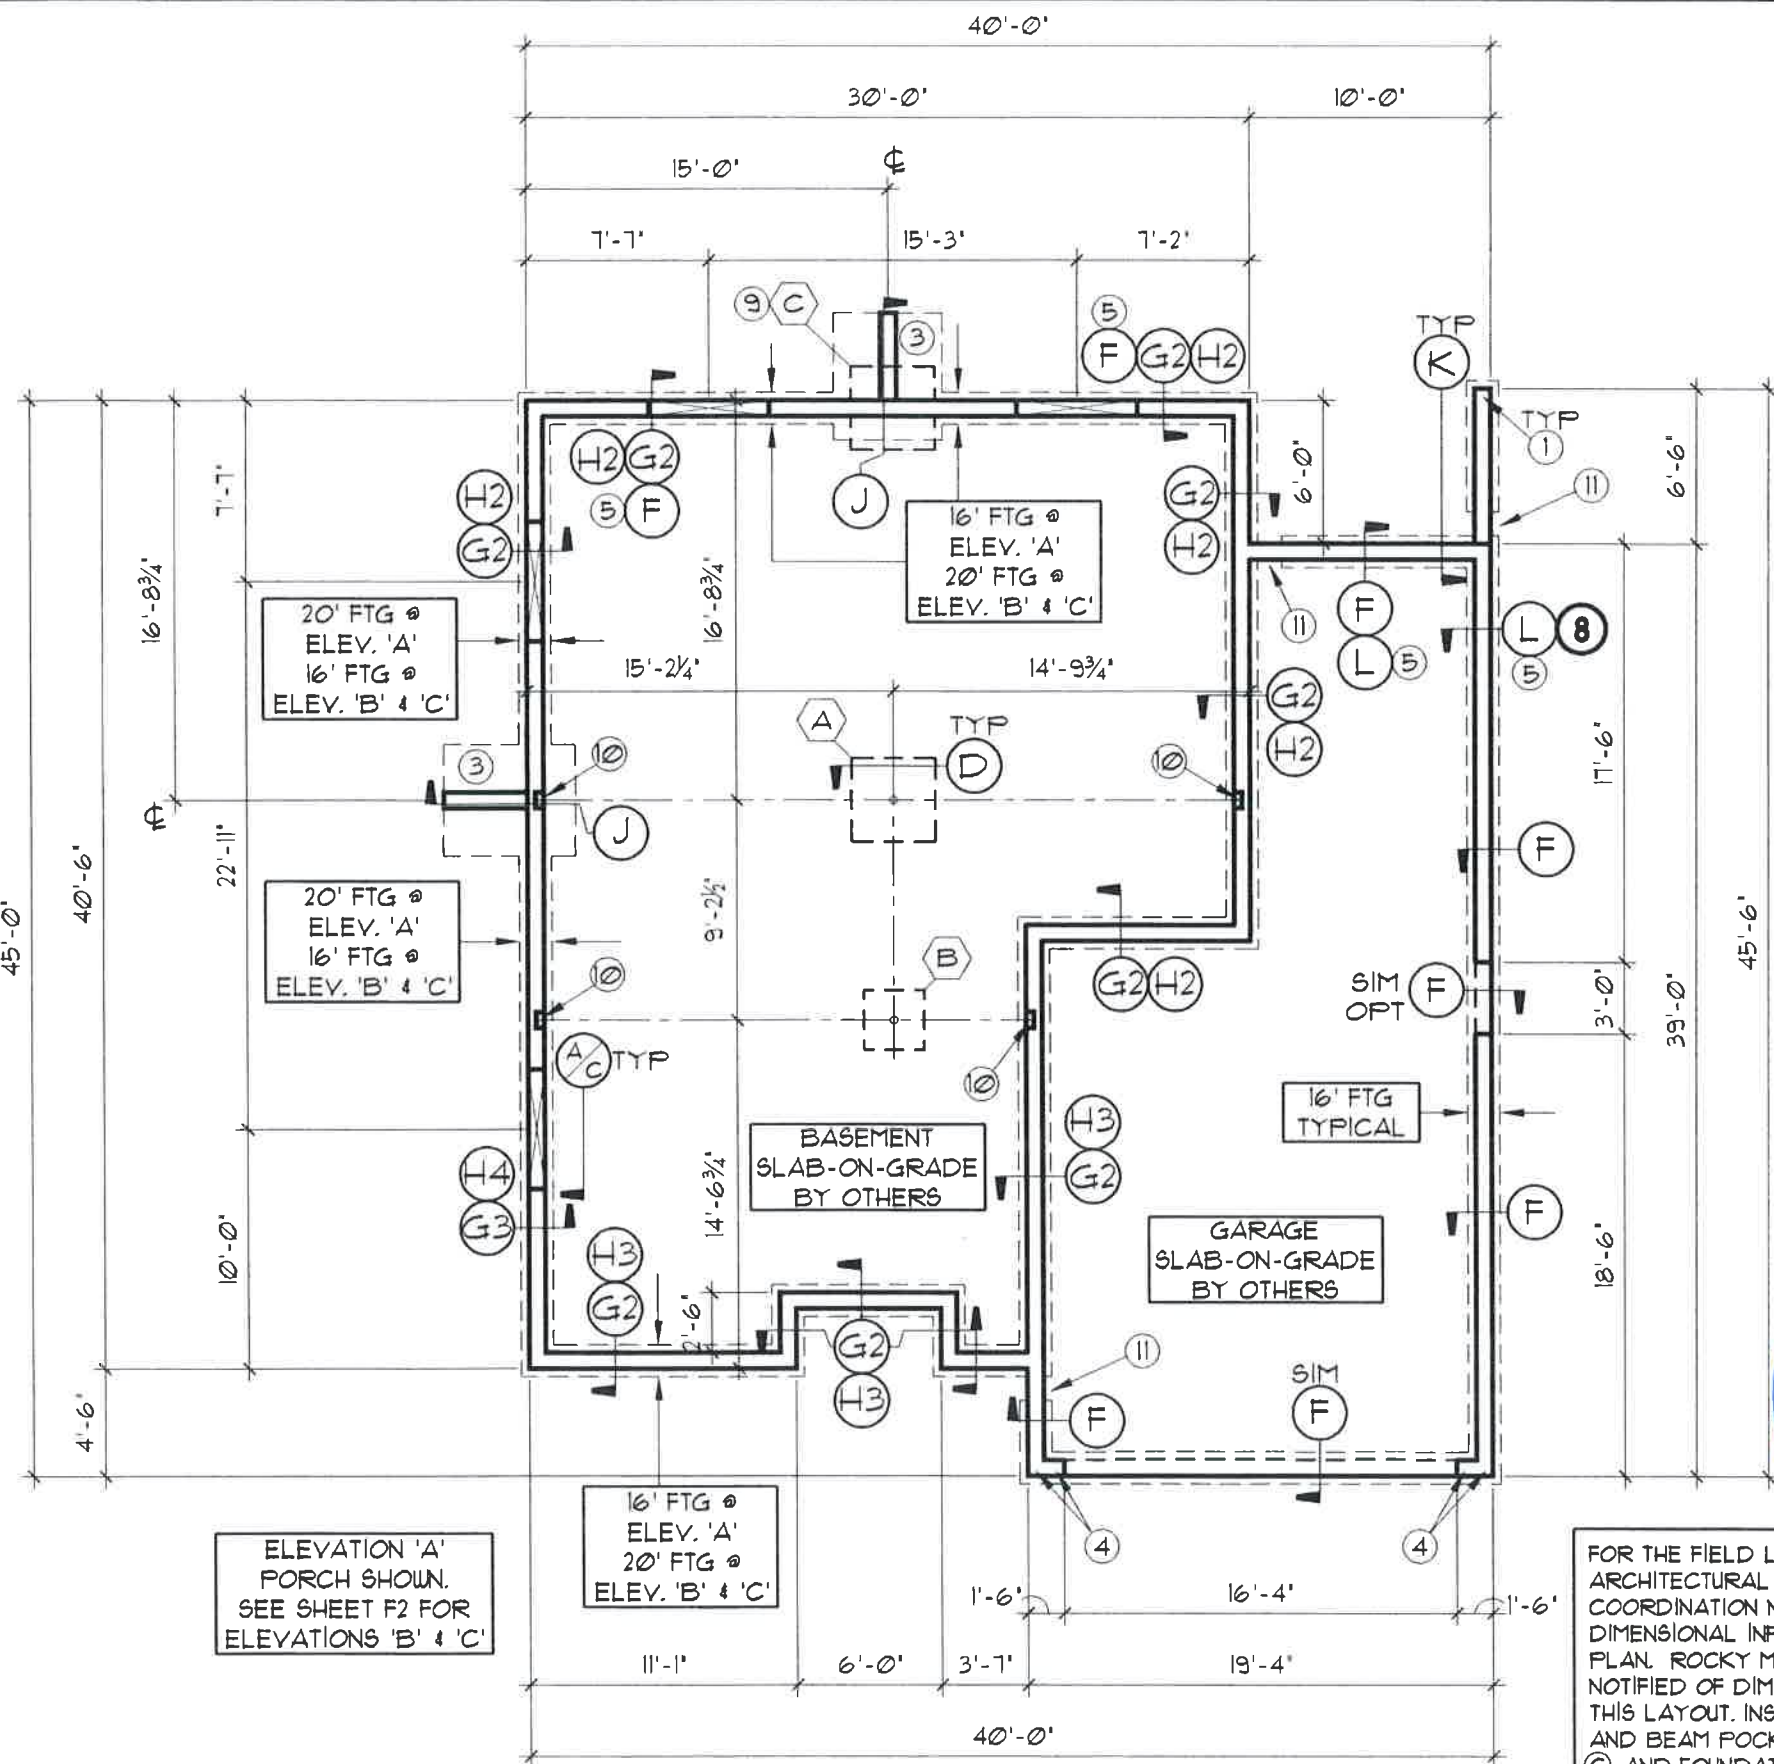 40'-0"
30'-0"
10'-0"
15'-0"
℄
7'-7"
15'-3"
7'-2"
9
C
3
5
F
G2
H2
TYP
K
TYP
1
11
H2
G2
H2
G2
5
F
J
16" FTG @
ELEV. 'A'
20" FTG @
ELEV. 'B' & 'C'
G2
H2
6'-0"
6'-6"
7'-7"
16'-8¾"
16'-8¾"
20" FTG @
ELEV. 'A'
16" FTG @
ELEV. 'B' & 'C'
15'-2¼"
14'-9¾"
11
F
L
5
L
8
5
G2
H2
A
TYP
D
10
10
3
J
℄
17'-6"
F
22'-11"
40'-6"
45'-0"
20" FTG @
ELEV. 'A'
16" FTG @
ELEV. 'B' & 'C'
9'-2½"
B
G2
H2
SIM
OPT
F
3'-0"
39'-0"
45'-6"
10
A/C
TYP
10
16" FTG
TYPICAL
BASEMENT
SLAB-ON-GRADE
BY OTHERS
H3
G2
H4
G3
14'-6¾"
10'-0"
H3
G2
GARAGE
SLAB-ON-GRADE
BY OTHERS
F
18'-6"
2'-6"
G2
H3
11
F
SIM
F
4'-6"
4
4
16" FTG @
ELEV. 'A'
20" FTG @
ELEV. 'B' & 'C'
ELEVATION 'A'
PORCH SHOWN.
SEE SHEET F2 FOR
ELEVATIONS 'B' & 'C'
1'-6"
16'-4"
1'-6"
11'-1"
6'-0"
3'-7"
19'-4"
40'-0"
FOR THE FIELD L
ARCHITECTURAL
COORDINATION
DIMENSIONAL
PLAN. ROCKY M
NOTIFIED OF DIM
THIS LAYOUT. INS
AND BEAM POCK
AND FOUNDAT